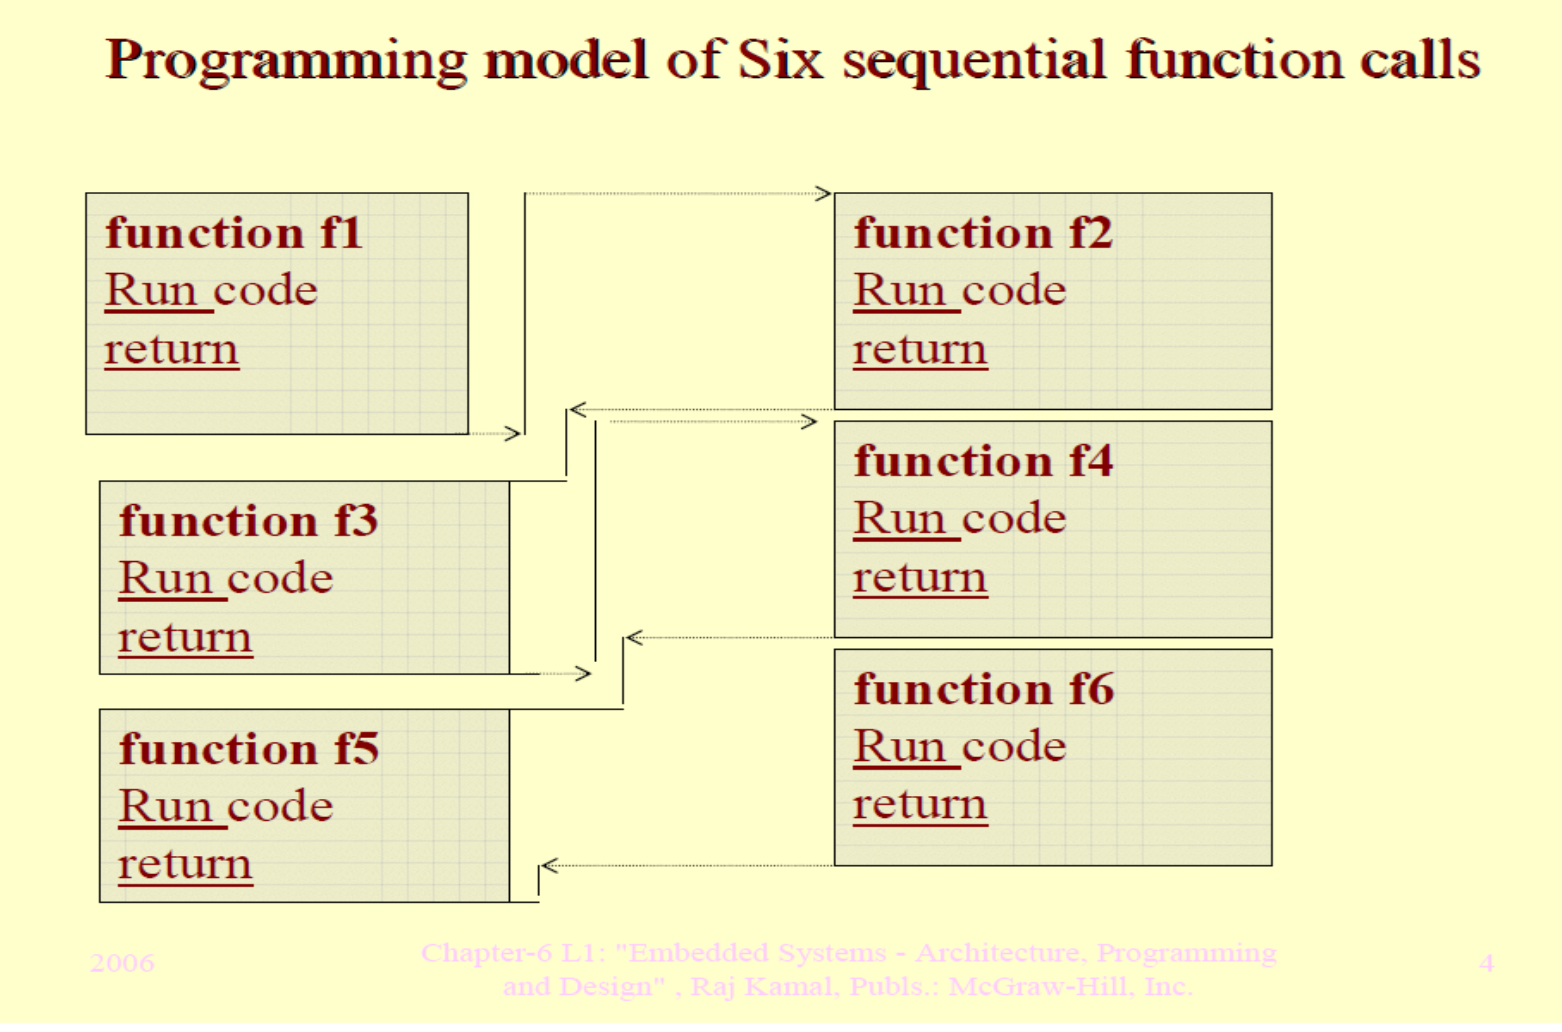 Programming model of Six sequential function calls
function f1
Run code
return
function f2
Run code
return
function f3
Run code
return
function f4
Run code
return
function f5
Run code
return
function f6
Run code
return
2006
Chapter-6 L1: "Embedded Systems - Architecture, Programming
and Design" , Raj Kamal, Publs.: McGraw-Hill, Inc.
4